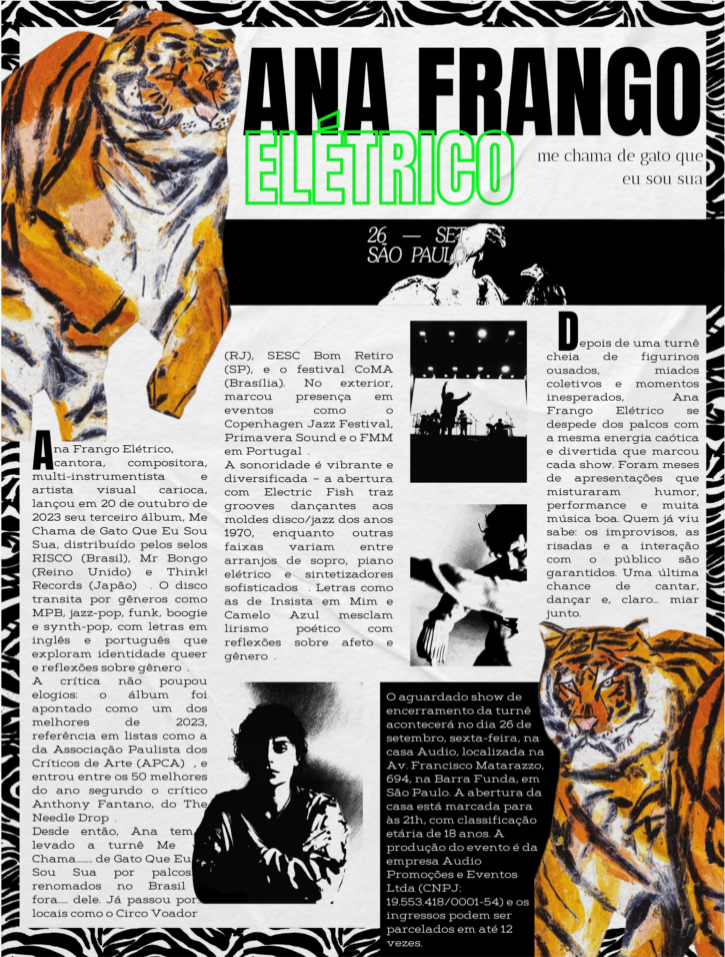 ANA FRANGO
ELÉTRICO
me chama de gato que
eu sou sua
26 — SET
SÃO PAULO
Ana Frango Elétrico,
cantora, compositora,
multi-instrumentista e
artista visual carioca,
lançou em 20 de outubro de
2023 seu terceiro álbum, Me
Chama de Gato Que Eu Sou
Sua, distribuído pelos selos
RISCO (Brasil), Mr Bongo
(Reino Unido) e Think!
Records (Japão) . O disco
transita por gêneros como
MPB, jazz-pop, funk, boogie
e synth-pop, com letras em
inglês e português que
exploram identidade queer
e reflexões sobre gênero .
A crítica não poupou
elogios: o álbum foi
apontado como um dos
melhores de 2023,
referência em listas como a
da Associação Paulista dos
Críticos de Arte (APCA) , e
entrou entre os 50 melhores
do ano segundo o crítico
Anthony Fantano, do The
Needle Drop .
Desde então, Ana tem
levado a turnê Me
Chama........ de Gato Que Eu
Sou Sua por palcos
renomados no Brasil
fora..... dele. Já passou por
locais como o Circo Voador
(RJ), SESC Bom Retiro
(SP), e o festival CoMA
(Brasília). No exterior,
marcou presença em
eventos como o
Copenhagen Jazz Festival,
Primavera Sound e o FMM
em Portugal .
A sonoridade é vibrante e
diversificada – a abertura
com Electric Fish traz
grooves dançantes aos
moldes disco/jazz dos anos
1970, enquanto outras
faixas variam entre
arranjos de sopro, piano
elétrico e sintetizadores
sofisticados . Letras como
as de Insista em Mim e
Camelo Azul mesclam
lirismo poético com
reflexões sobre afeto e
gênero .
Depois de uma turnê
cheia de figurinos
ousados, miados
coletivos e momentos
inesperados, Ana
Frango Elétrico se
despede dos palcos com
a mesma energia caótica
e divertida que marcou
cada show. Foram meses
de apresentações que
misturaram humor,
performance e muita
música boa. Quem já viu
sabe: os improvisos, as
risadas e a interação
com o público são
garantidos. Uma última
chance de cantar,
dançar e, claro... miar
junto.
O aguardado show de
encerramento da turnê
acontecerá no dia 26 de
setembro, sexta-feira, na
casa Audio, localizada na
Av. Francisco Matarazzo,
694, na Barra Funda, em
São Paulo. A abertura da
casa está marcada para
às 21h, com classificação
etária de 18 anos. A
produção do evento é da
empresa Audio
Promoções e Eventos
Ltda (CNPJ:
19.553.418/0001-54) e os
ingressos podem ser
parcelados em até 12
vezes.